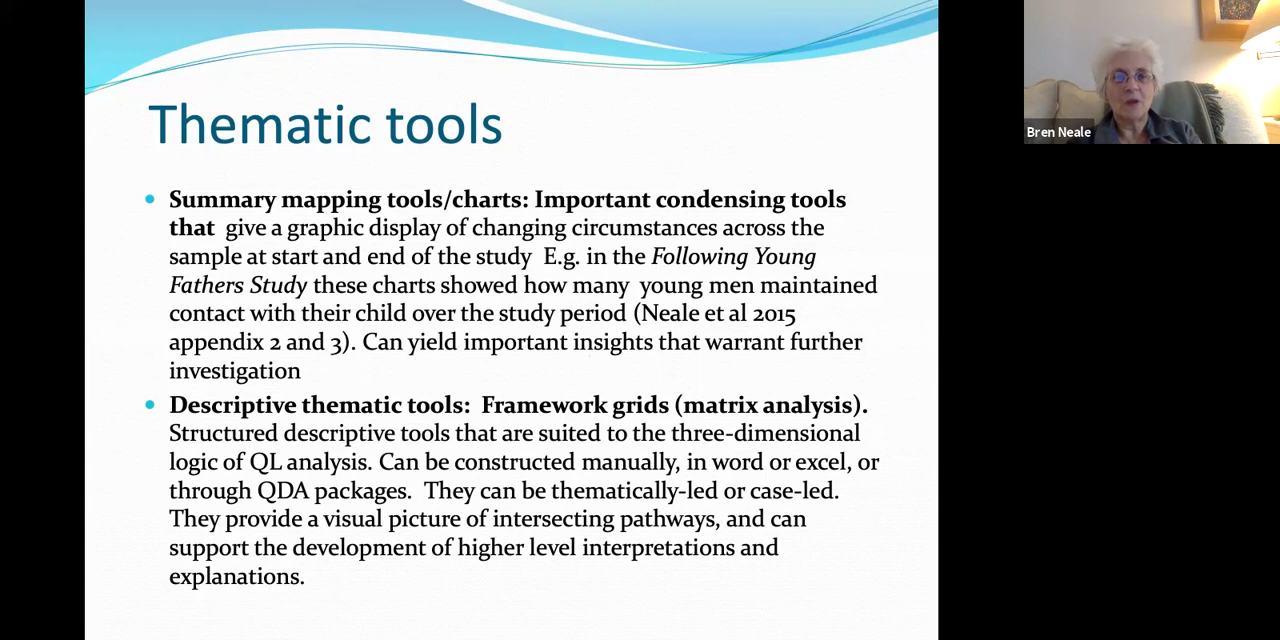 Thematic tools
• Summary mapping tools/charts: Important condensing tools
that give a graphic display of changing circumstances across the
sample at start and end of the study E.g. in the Following Young
Fathers Study these charts showed how many young men maintained
contact with their child over the study period (Neale et al 2015
appendix 2 and 3). Can yield important insights that warrant further
investigation
• Descriptive thematic tools: Framework grids (matrix analysis).
Structured descriptive tools that are suited to the three-dimensional
logic of QL analysis. Can be constructed manually, in word or excel, or
through QDA packages. They can be thematically-led or case-led.
They provide a visual picture of intersecting pathways, and can
support the development of higher level interpretations and
explanations.
Bren Neale